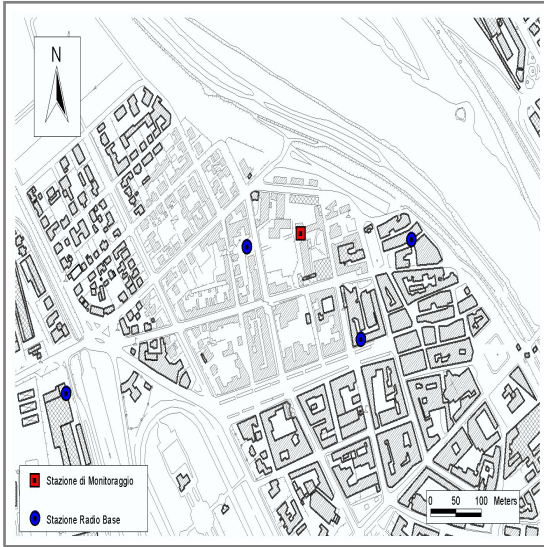 N
Stazione di Monitoraggio
Stazione Radio Base
0 50 100 Meters